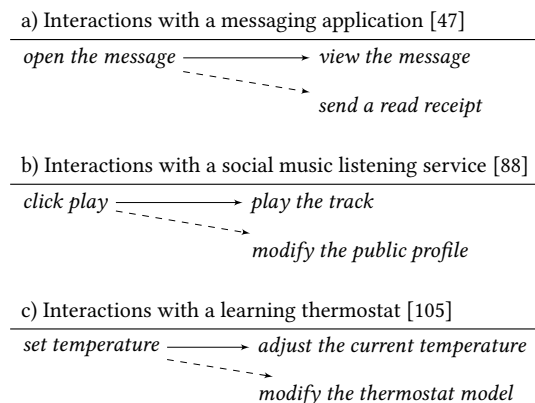 a) Interactions with a messaging application [47]
open the message view the message
send a read receipt
b) Interactions with a social music listening service [88]
click play play the track
modify the public profile
c) Interactions with a learning thermostat [105]
set temperature adjust the current temperature
modify the thermostat model